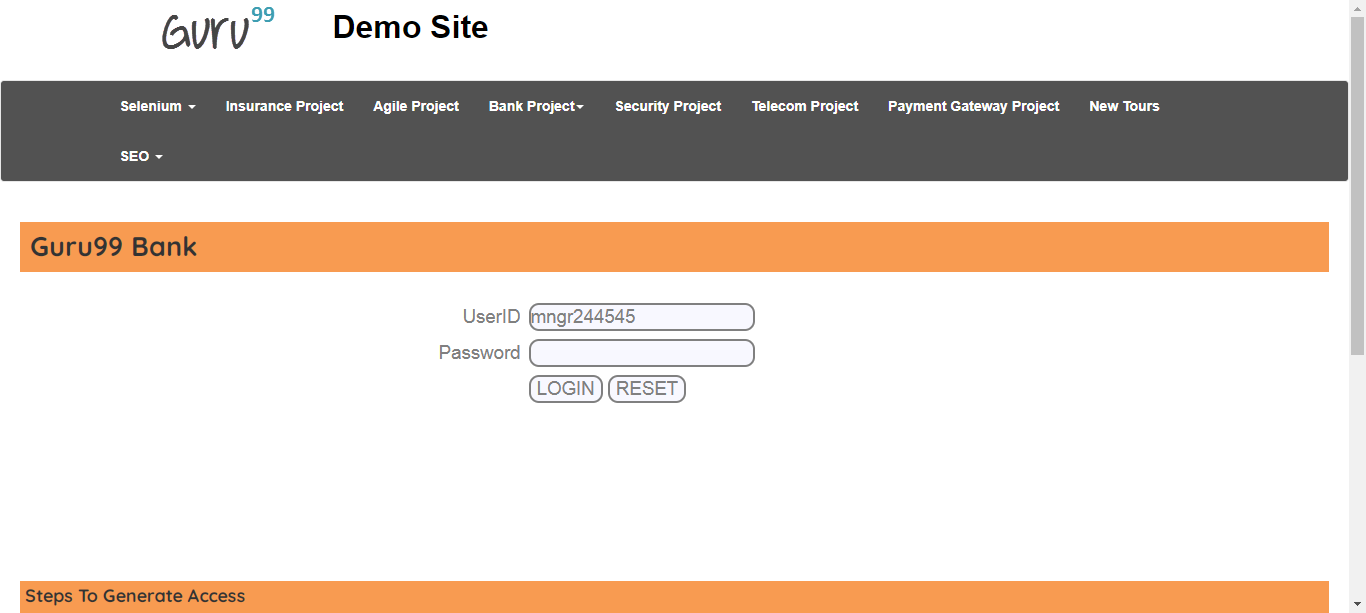 Guru99 Demo Site
Selenium Insurance Project Agile Project Bank Project Security Project Telecom Project Payment Gateway Project New Tours
SEO
Guru99 Bank
UserID mngr244545
Password
LOGIN RESET
Steps To Generate Access